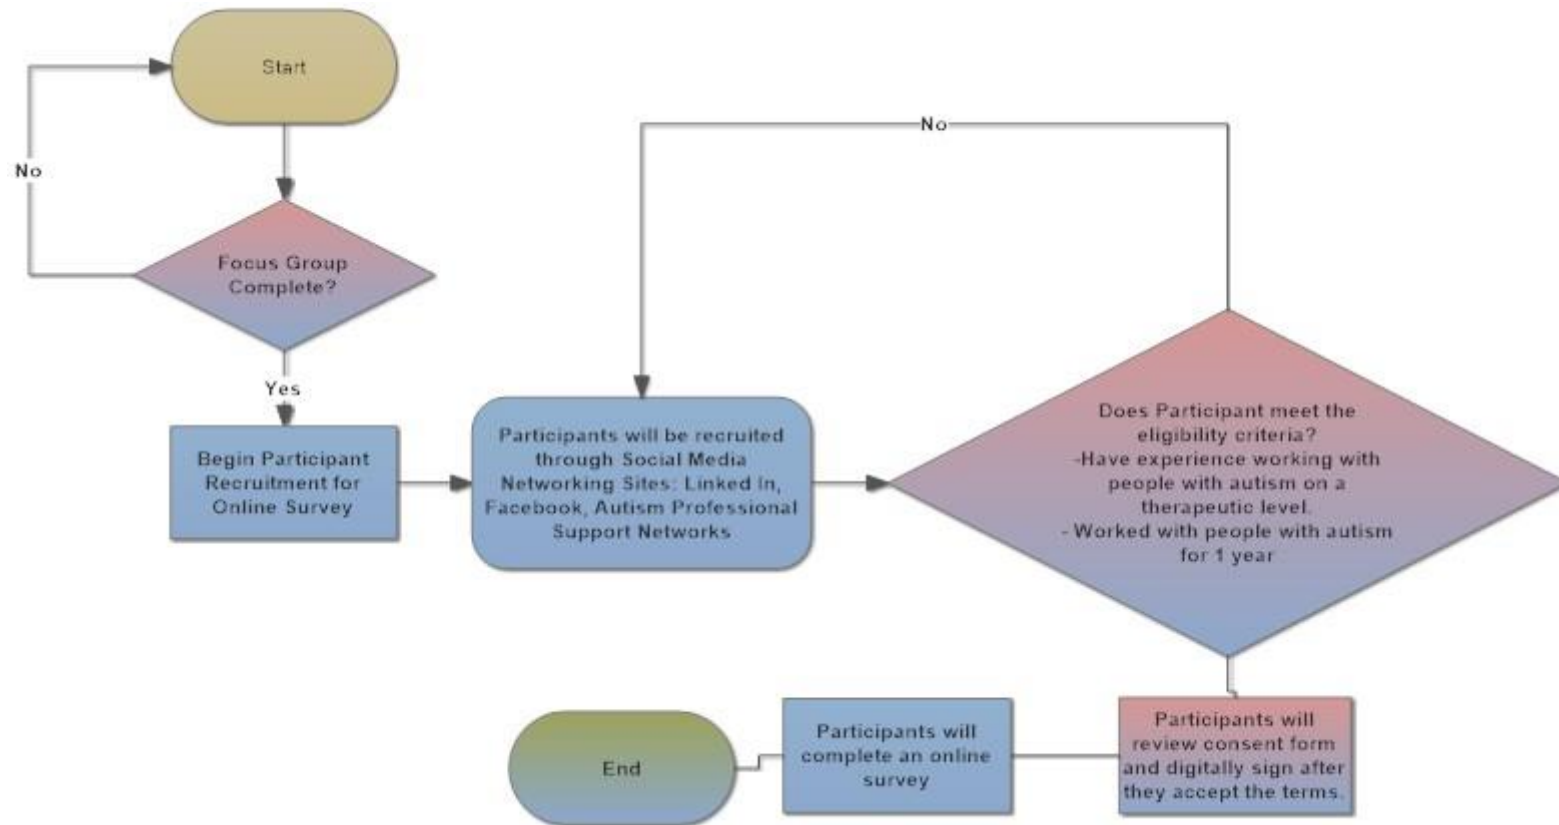 Start
No
No
Focus Group
Complete?
Yes
Begin Participant
Recruitment for
Online Survey
Participants will be recruited
through Social Media
Networking Sites: Linked In,
Facebook, Autism Professional
Support Networks
Does Participant meet the
eligibility criteria?
-Have experience working with
people with autism on a
therapeutic level.
- Worked with people with autism
for 1 year
Participants will
review consent form
and digitally sign after
they accept the terms.
Participants will
complete an online
survey
End